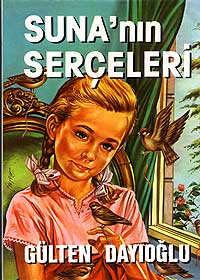 SUNA'nın
SERÇELERİ
GÜLTEN DAYIOĞLU